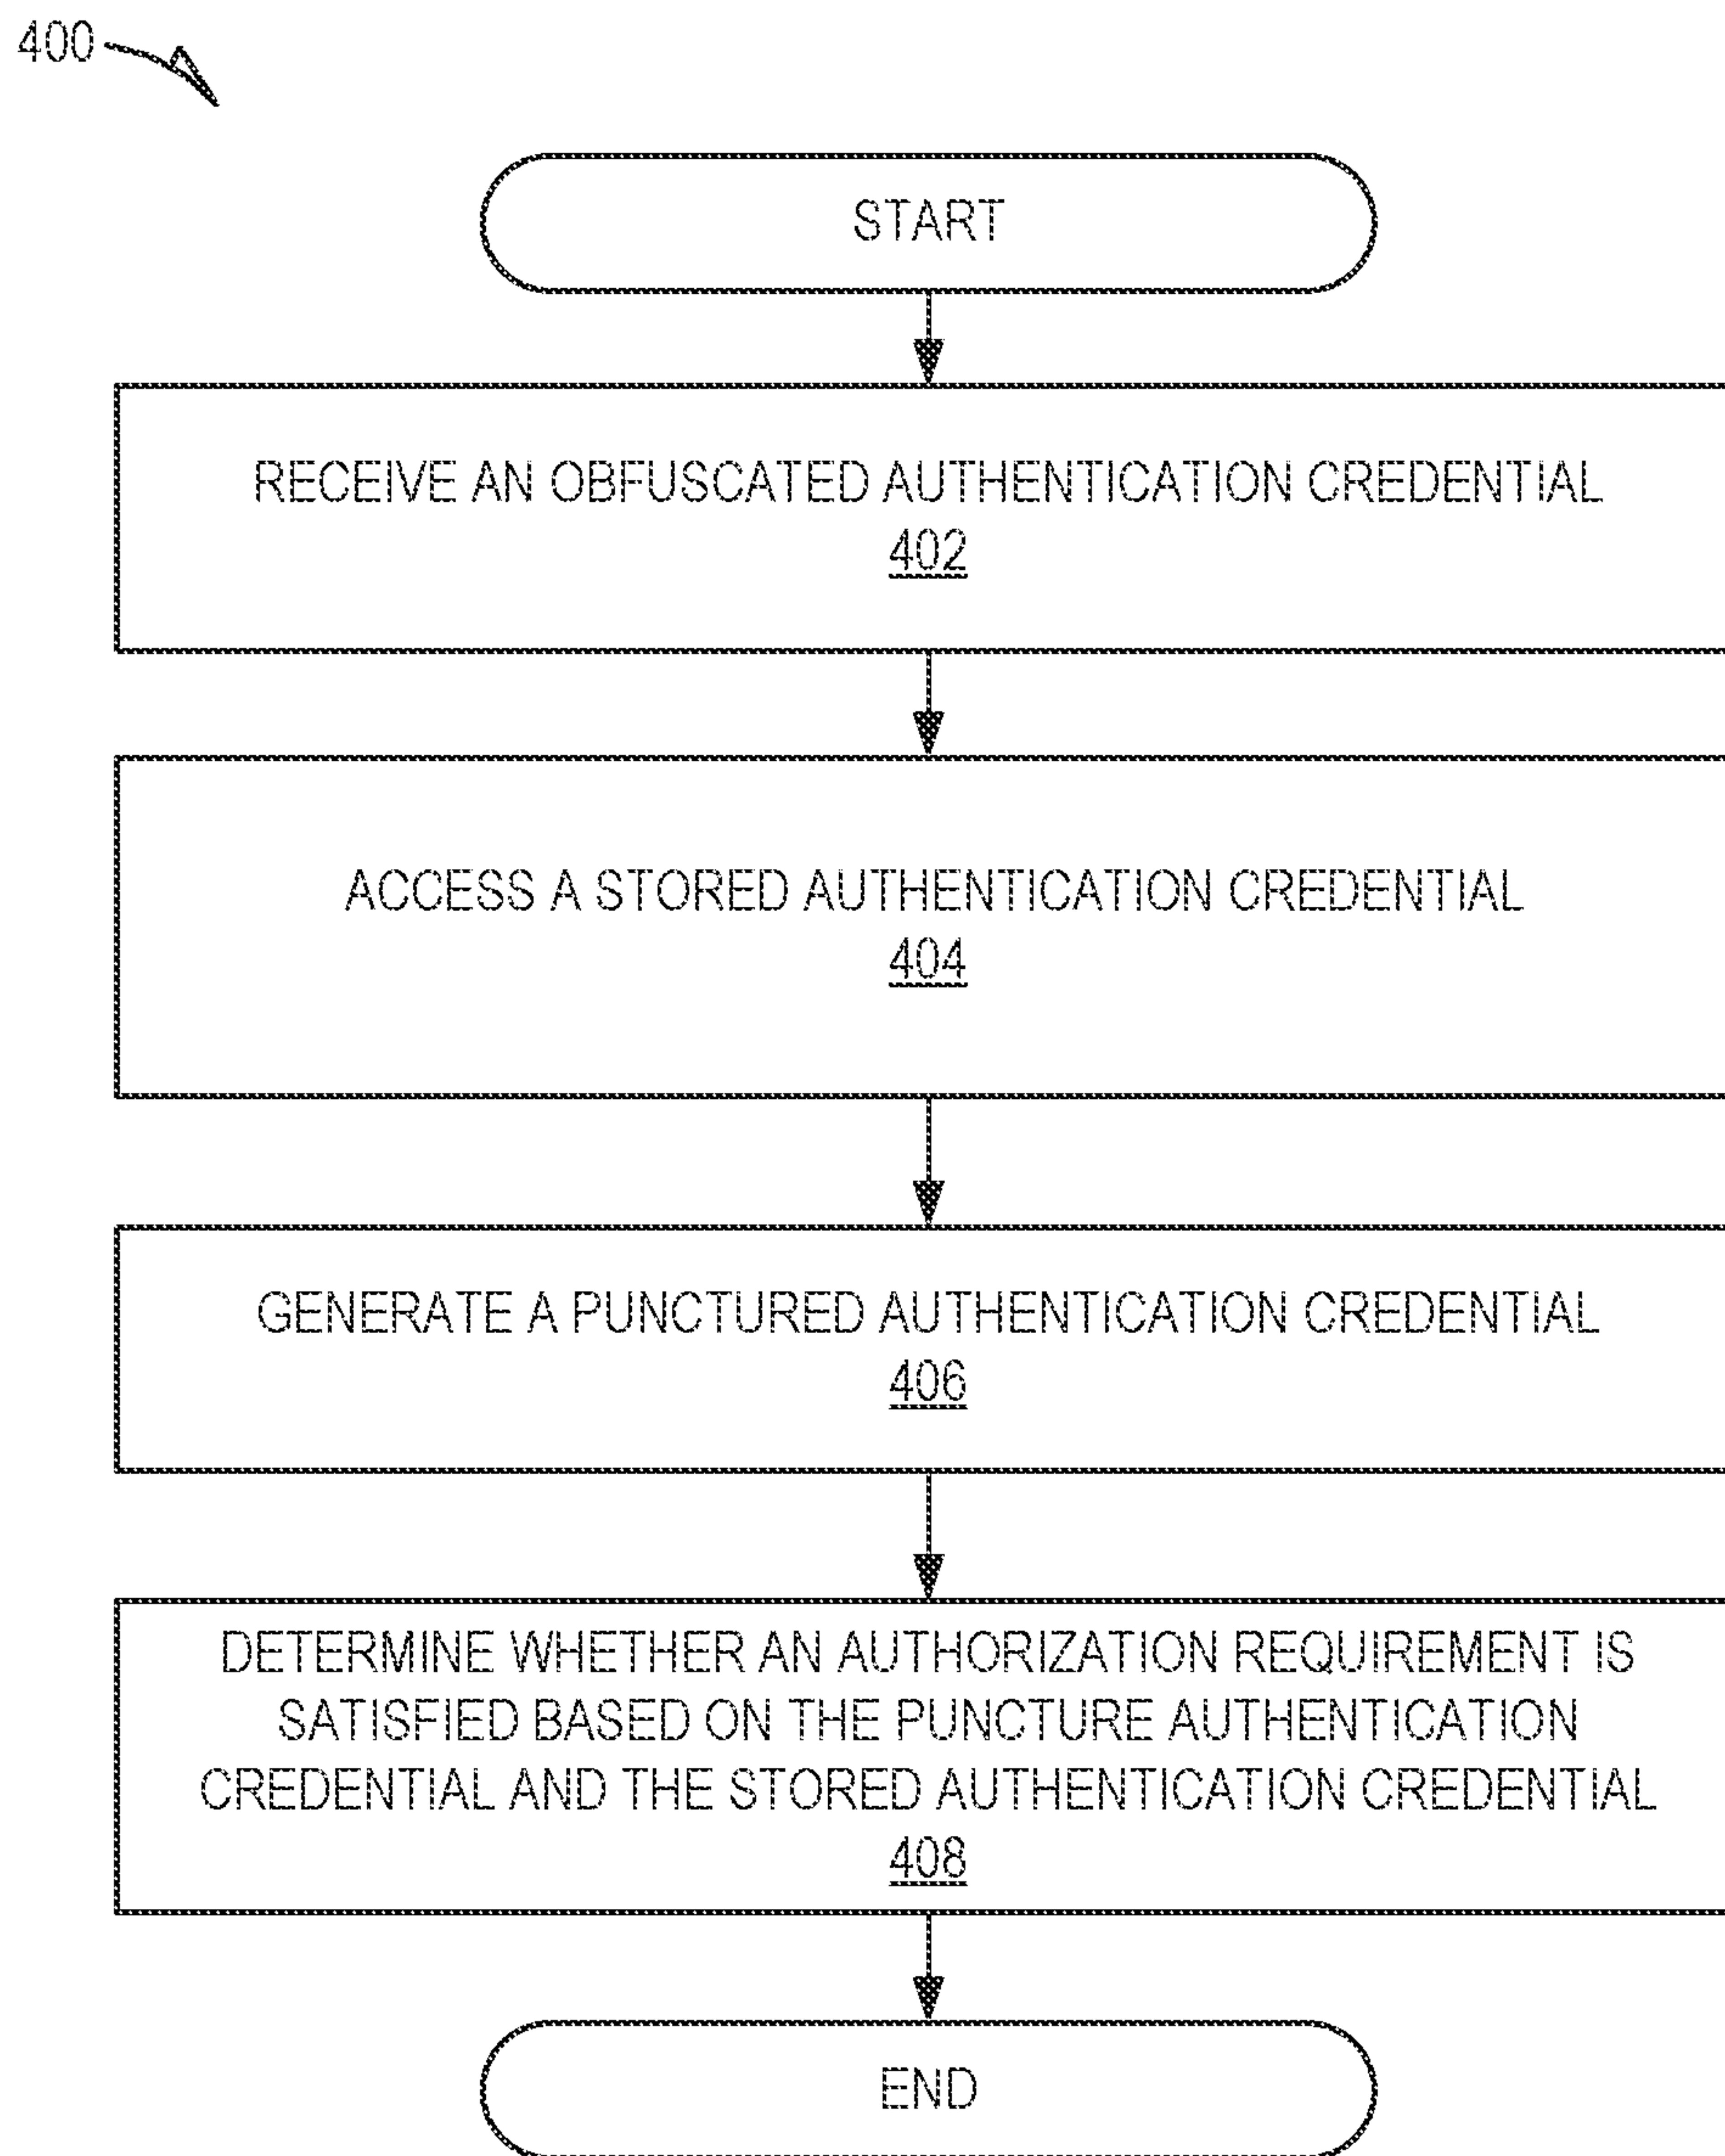 400
START
RECEIVE AN OBFUSCATED AUTHENTICATION CREDENTIAL
402
ACCESS A STORED AUTHENTICATION CREDENTIAL
404
GENERATE A PUNCTURED AUTHENTICATION CREDENTIAL
406
DETERMINE WHETHER AN AUTHORIZATION REQUIREMENT IS
SATISFIED BASED ON THE PUNCTURE AUTHENTICATION
CREDENTIAL AND THE STORED AUTHENTICATION CREDENTIAL
408
END